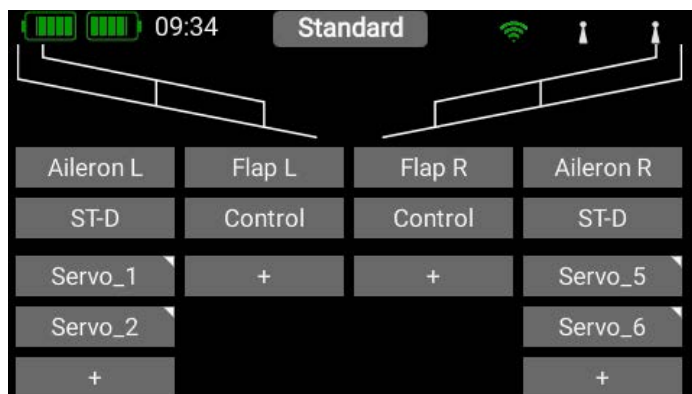 09:34 Standard
Aileron L Flap L Flap R Aileron R
ST-D Control Control ST-D
Servo_1 + + Servo_5
Servo_2 Servo_6
+ +